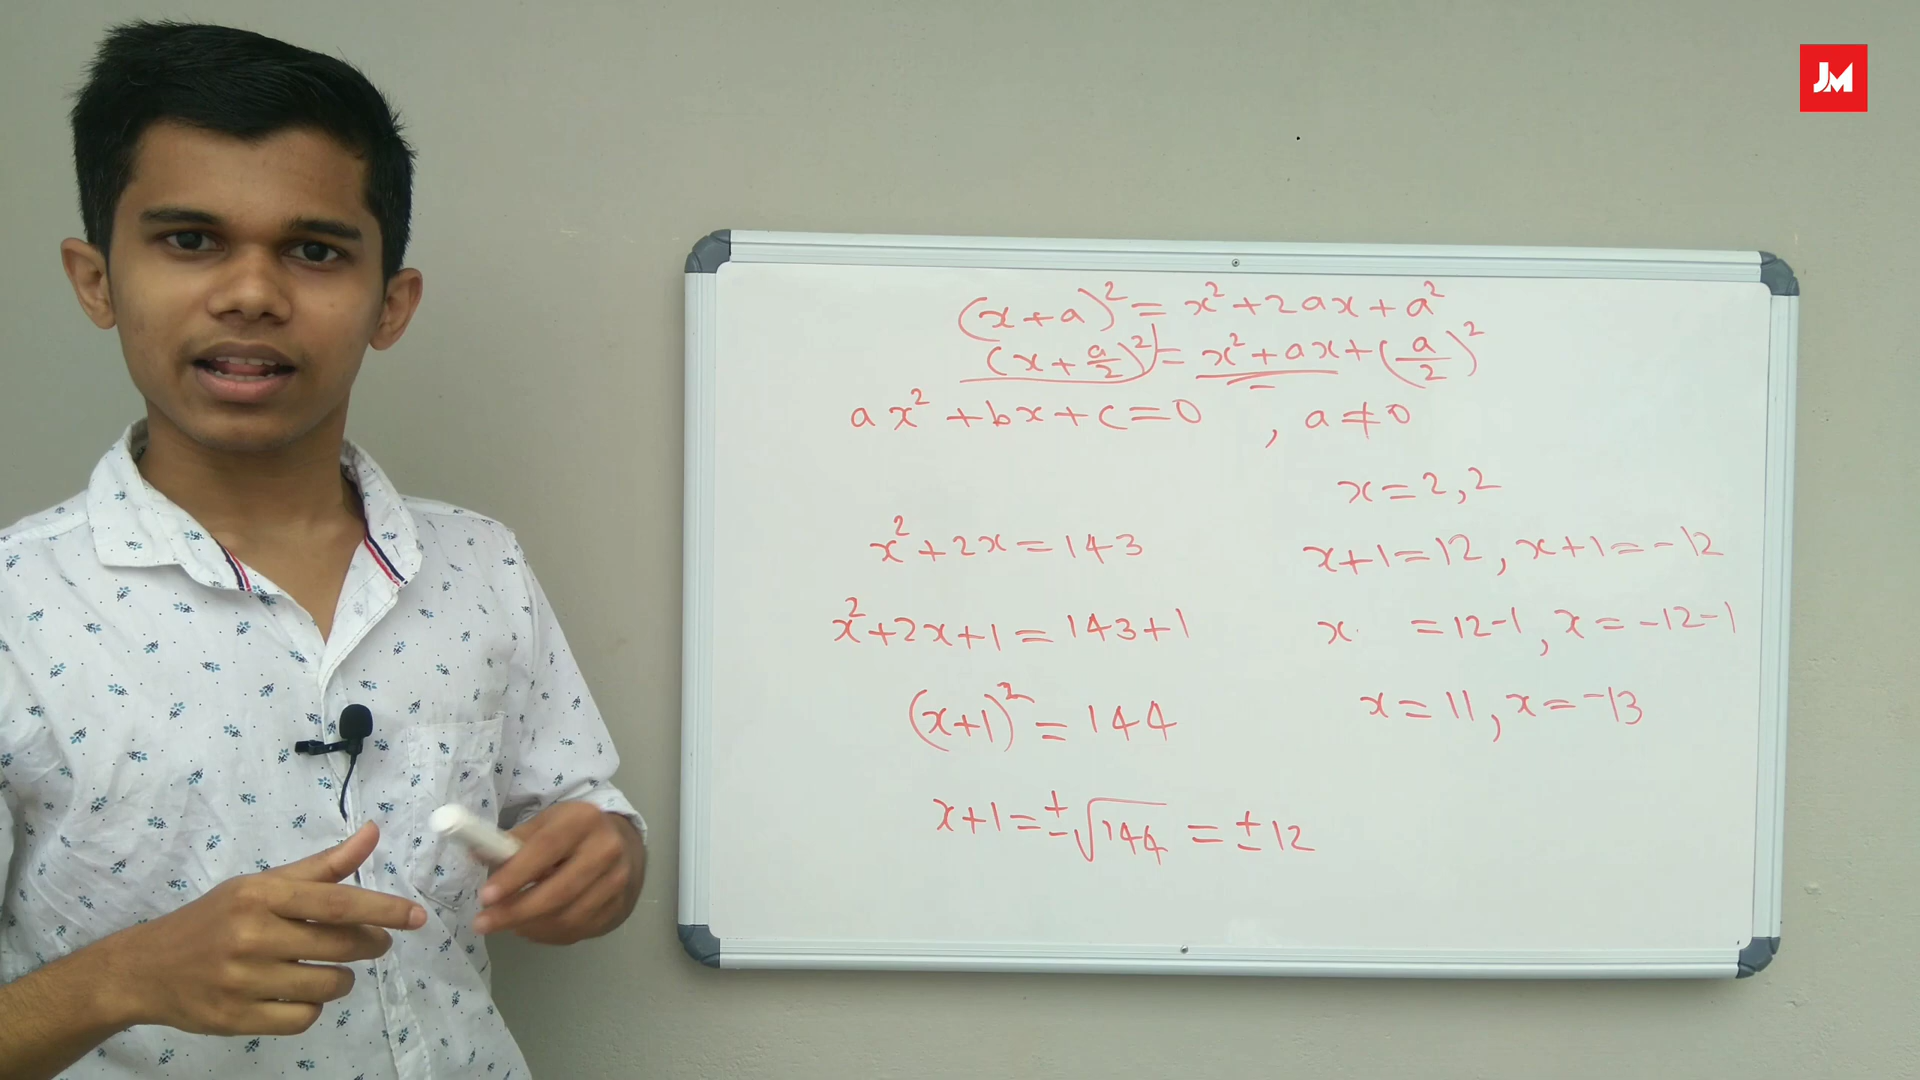 JM
(x+a)² = x²+2ax+a²
(x+a/2)² = x²+ax+(a/2)²
ax²+bx+c=0 , a≠0
x=2,2
x²+2x=143
x²+2x+1=143+1
(x+1)²=144
x+1=±√144=±12
x+1=12, x+1=-12
x =12-1, x=-12-1
x=11, x=-13